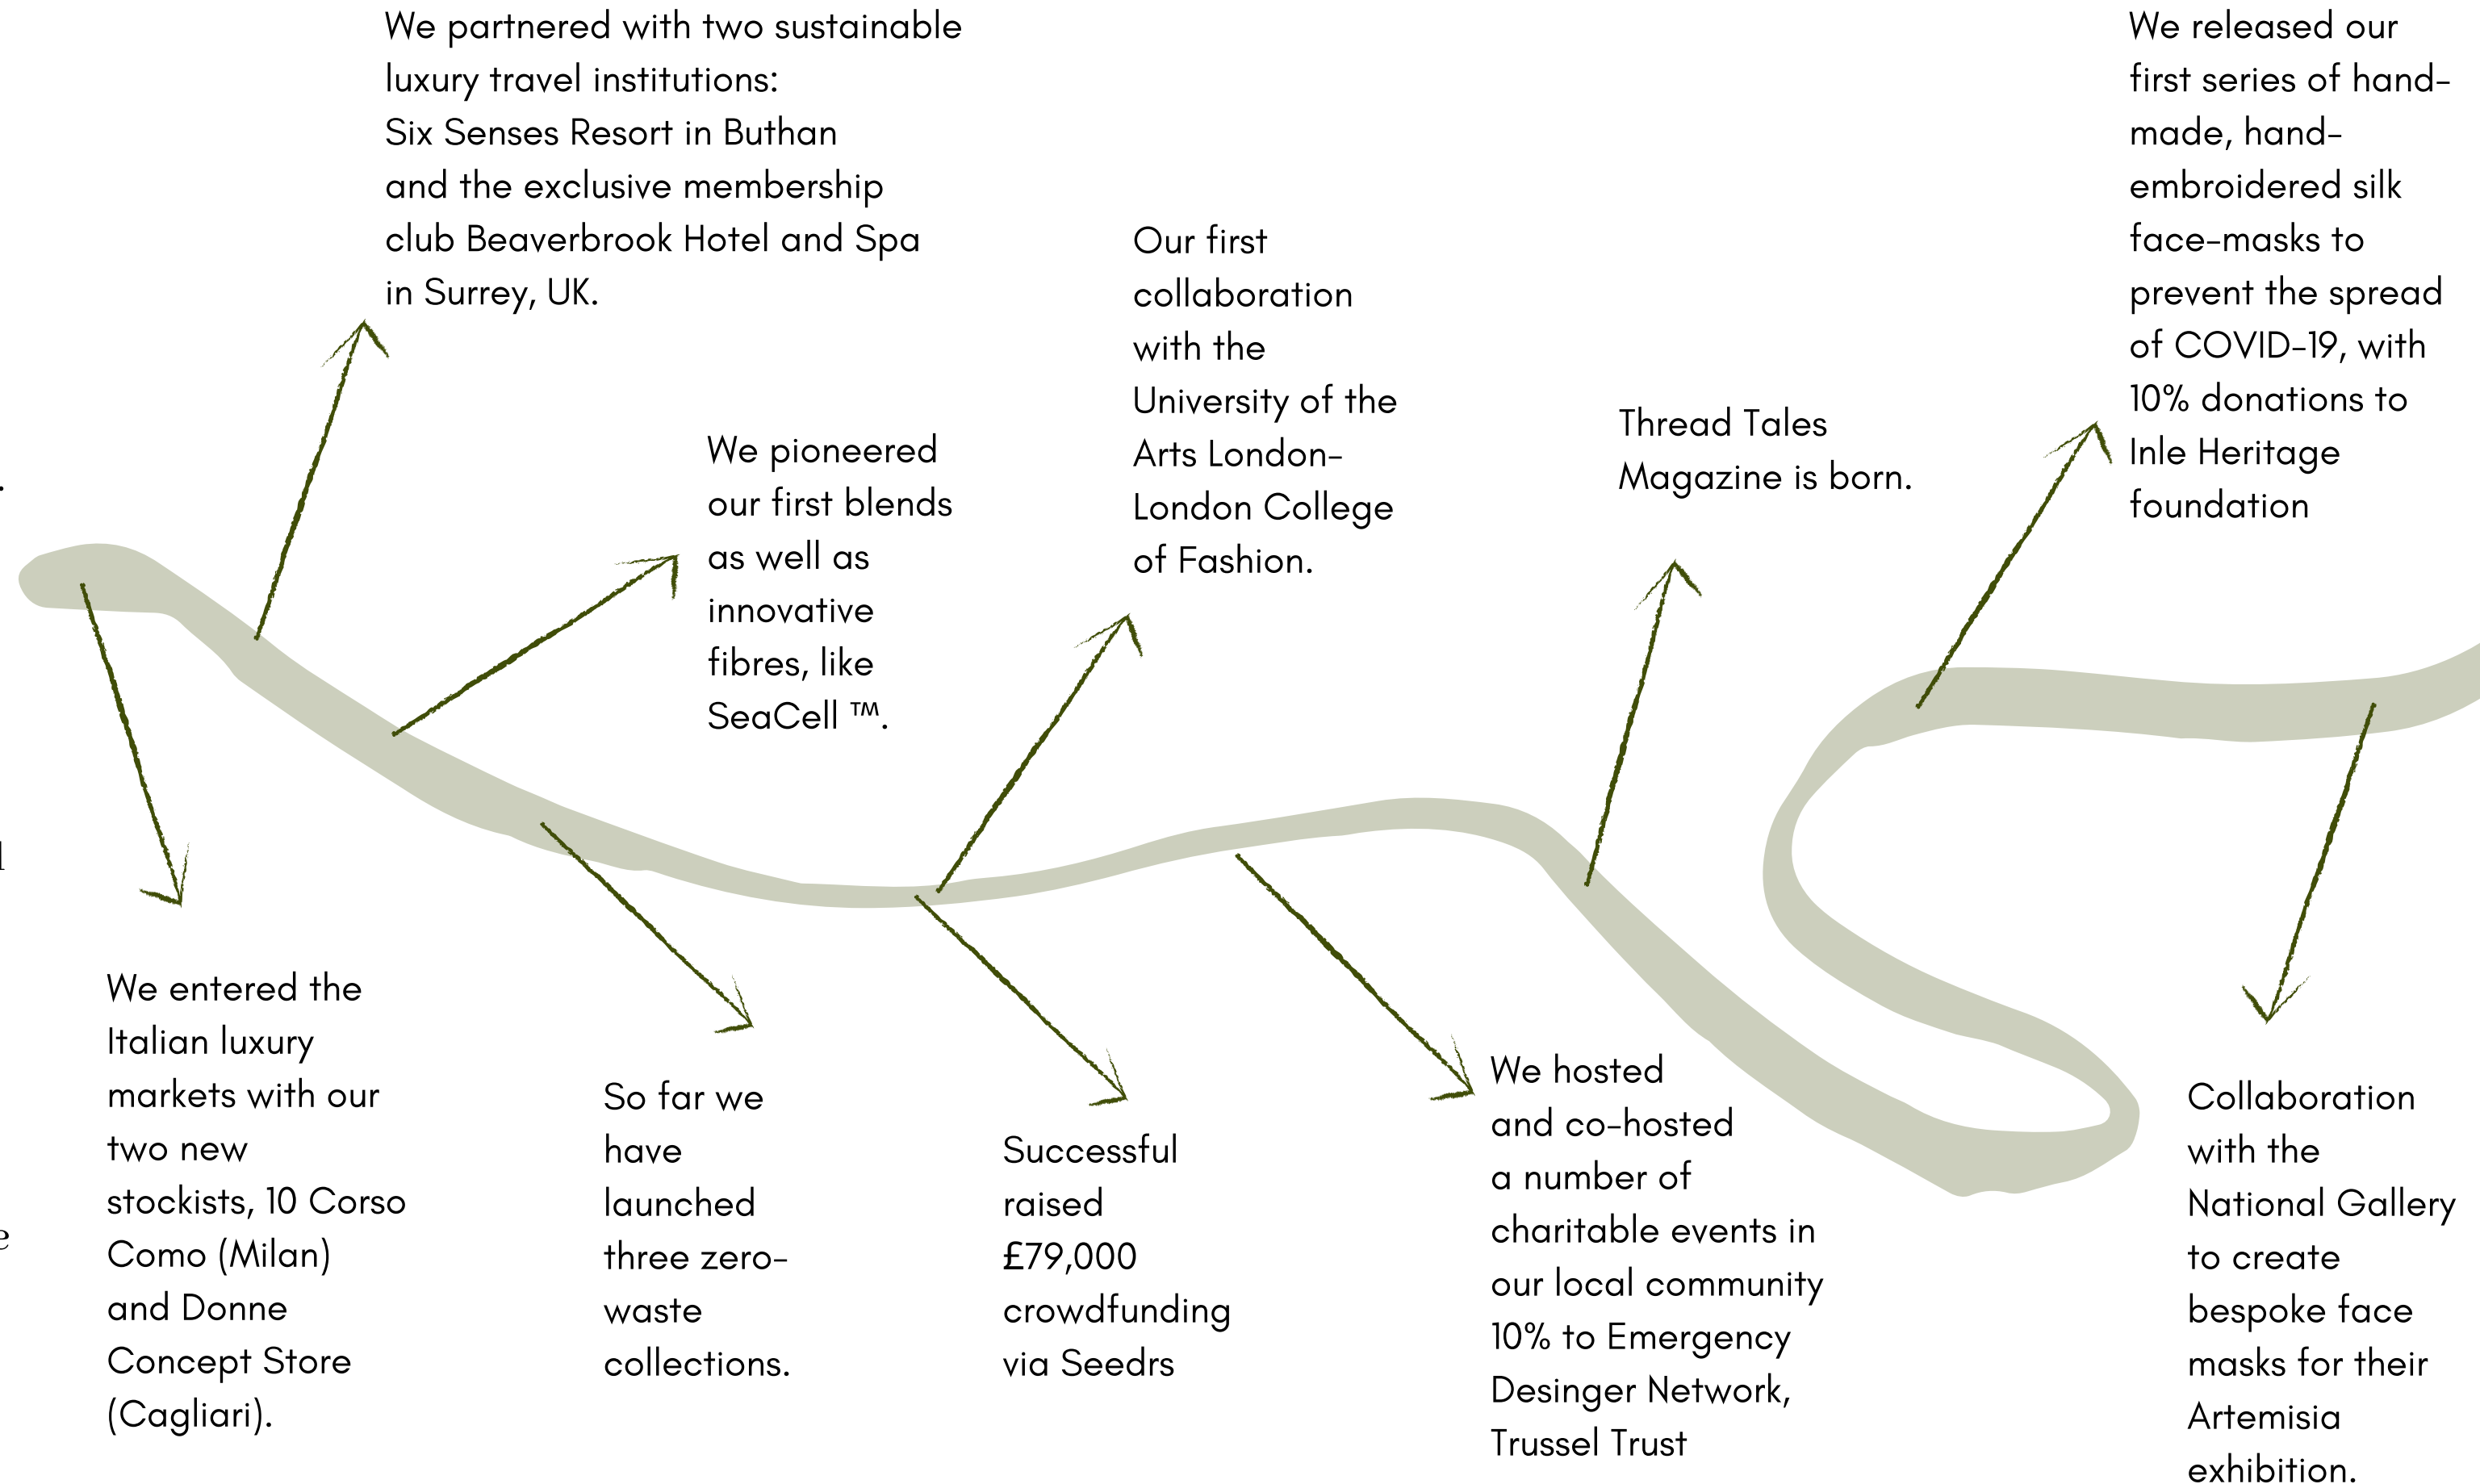 We partnered with two sustainable
luxury travel institutions:
Six Senses Resort in Buthan
and the exclusive membership
club Beaverbrook Hotel and Spa
in Surrey, UK.
We pioneered
our first blends
as well as
innovative
fibres, like
SeaCell ™.
Our first
collaboration
with the
University of the
Arts London-
London College
of Fashion.
Thread Tales
Magazine is born.
We released our
first series of hand-
made, hand-
embroidered silk
face-masks to
prevent the spread
of COVID-19, with
10% donations to
Inle Heritage
foundation
We entered the
Italian luxury
markets with our
two new
stockists, 10 Corso
Como (Milan)
and Donne
Concept Store
(Cagliari).
So far we
have
launched
three zero-
waste
collections.
Successful
raised
£79,000
crowdfunding
via Seedrs
We hosted
and co-hosted
a number of
charitable events in
our local community
10% to Emergency
Desinger Network,
Trussel Trust
Collaboration
with the
National Gallery
to create
bespoke face
masks for their
Artemisia
exhibition.